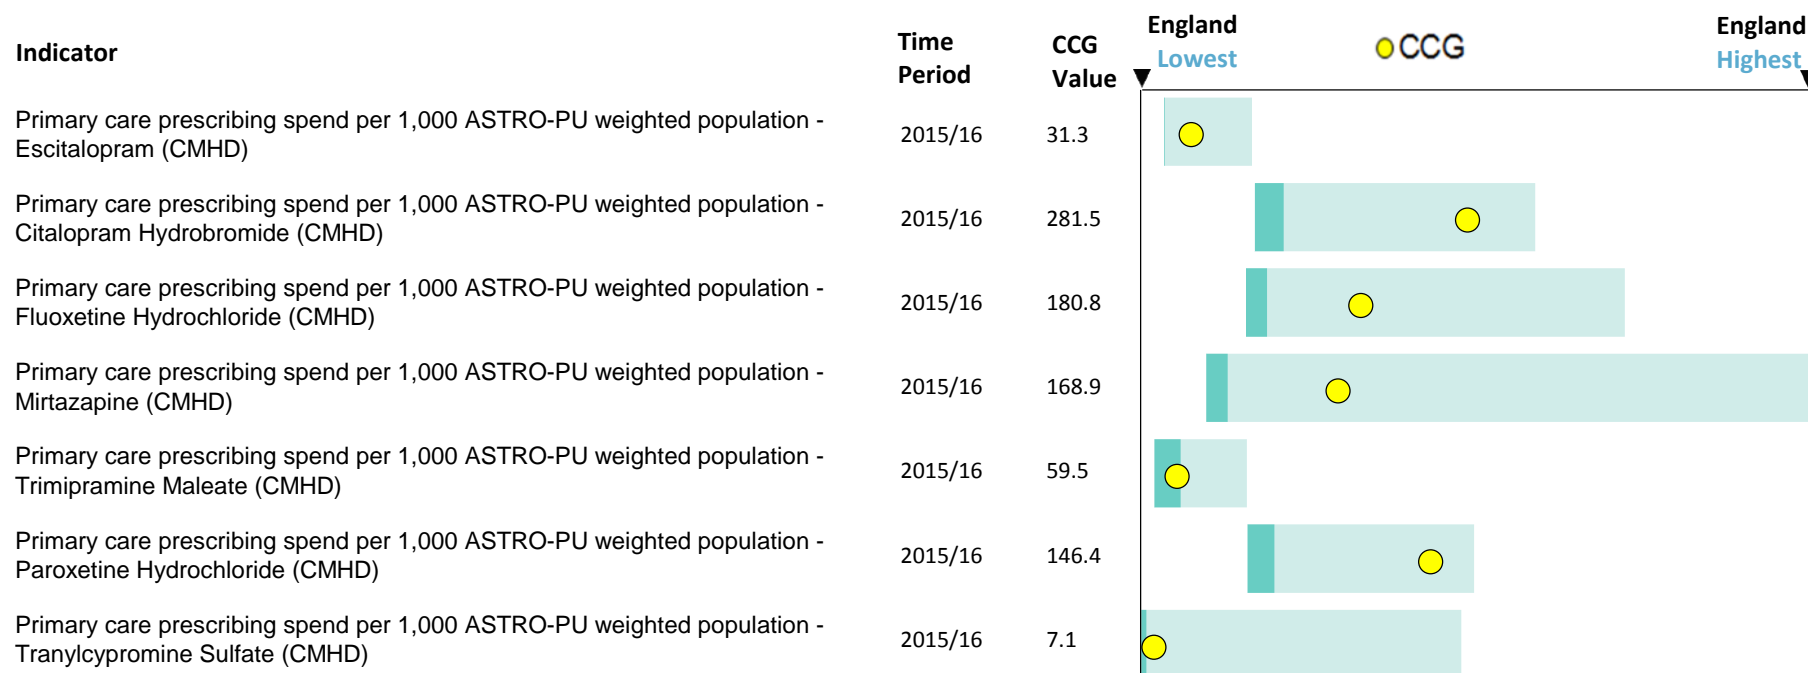 Indicator
Time Period
CCG Value
England Lowest
CCG
England Highest
Primary care prescribing spend per 1,000 ASTRO-PU weighted population -
Escitalopram (CMHD)
2015/16
31.3
Primary care prescribing spend per 1,000 ASTRO-PU weighted population -
Citalopram Hydrobromide (CMHD)
2015/16
281.5
Primary care prescribing spend per 1,000 ASTRO-PU weighted population -
Fluoxetine Hydrochloride (CMHD)
2015/16
180.8
Primary care prescribing spend per 1,000 ASTRO-PU weighted population -
Mirtazapine (CMHD)
2015/16
168.9
Primary care prescribing spend per 1,000 ASTRO-PU weighted population -
Trimipramine Maleate (CMHD)
2015/16
59.5
Primary care prescribing spend per 1,000 ASTRO-PU weighted population -
Paroxetine Hydrochloride (CMHD)
2015/16
146.4
Primary care prescribing spend per 1,000 ASTRO-PU weighted population -
Tranylcypromine Sulfate (CMHD)
2015/16
7.1